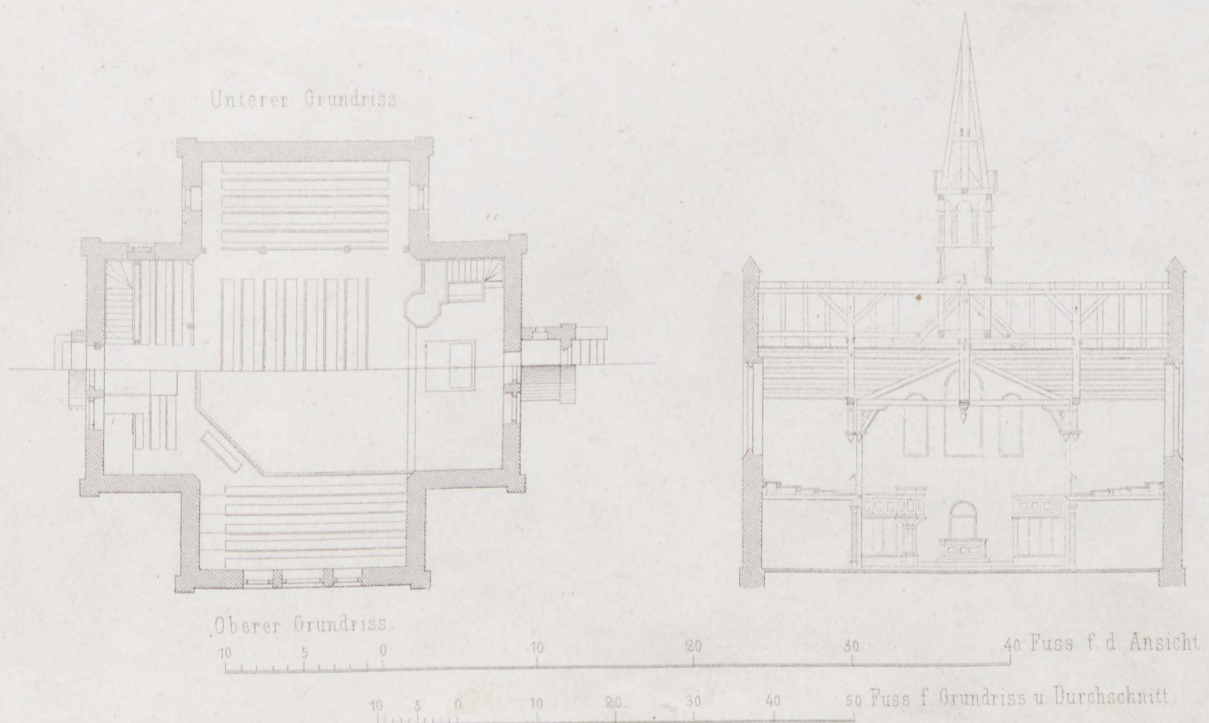 Unterer Grundriss.
Oberer Grundriss.
10 5 0 10 20 30 40 Fuss f. d. Ansicht.
10 5 0 10 20 30 40 50 Fuss f. Grundriss u. Durchschnitt.